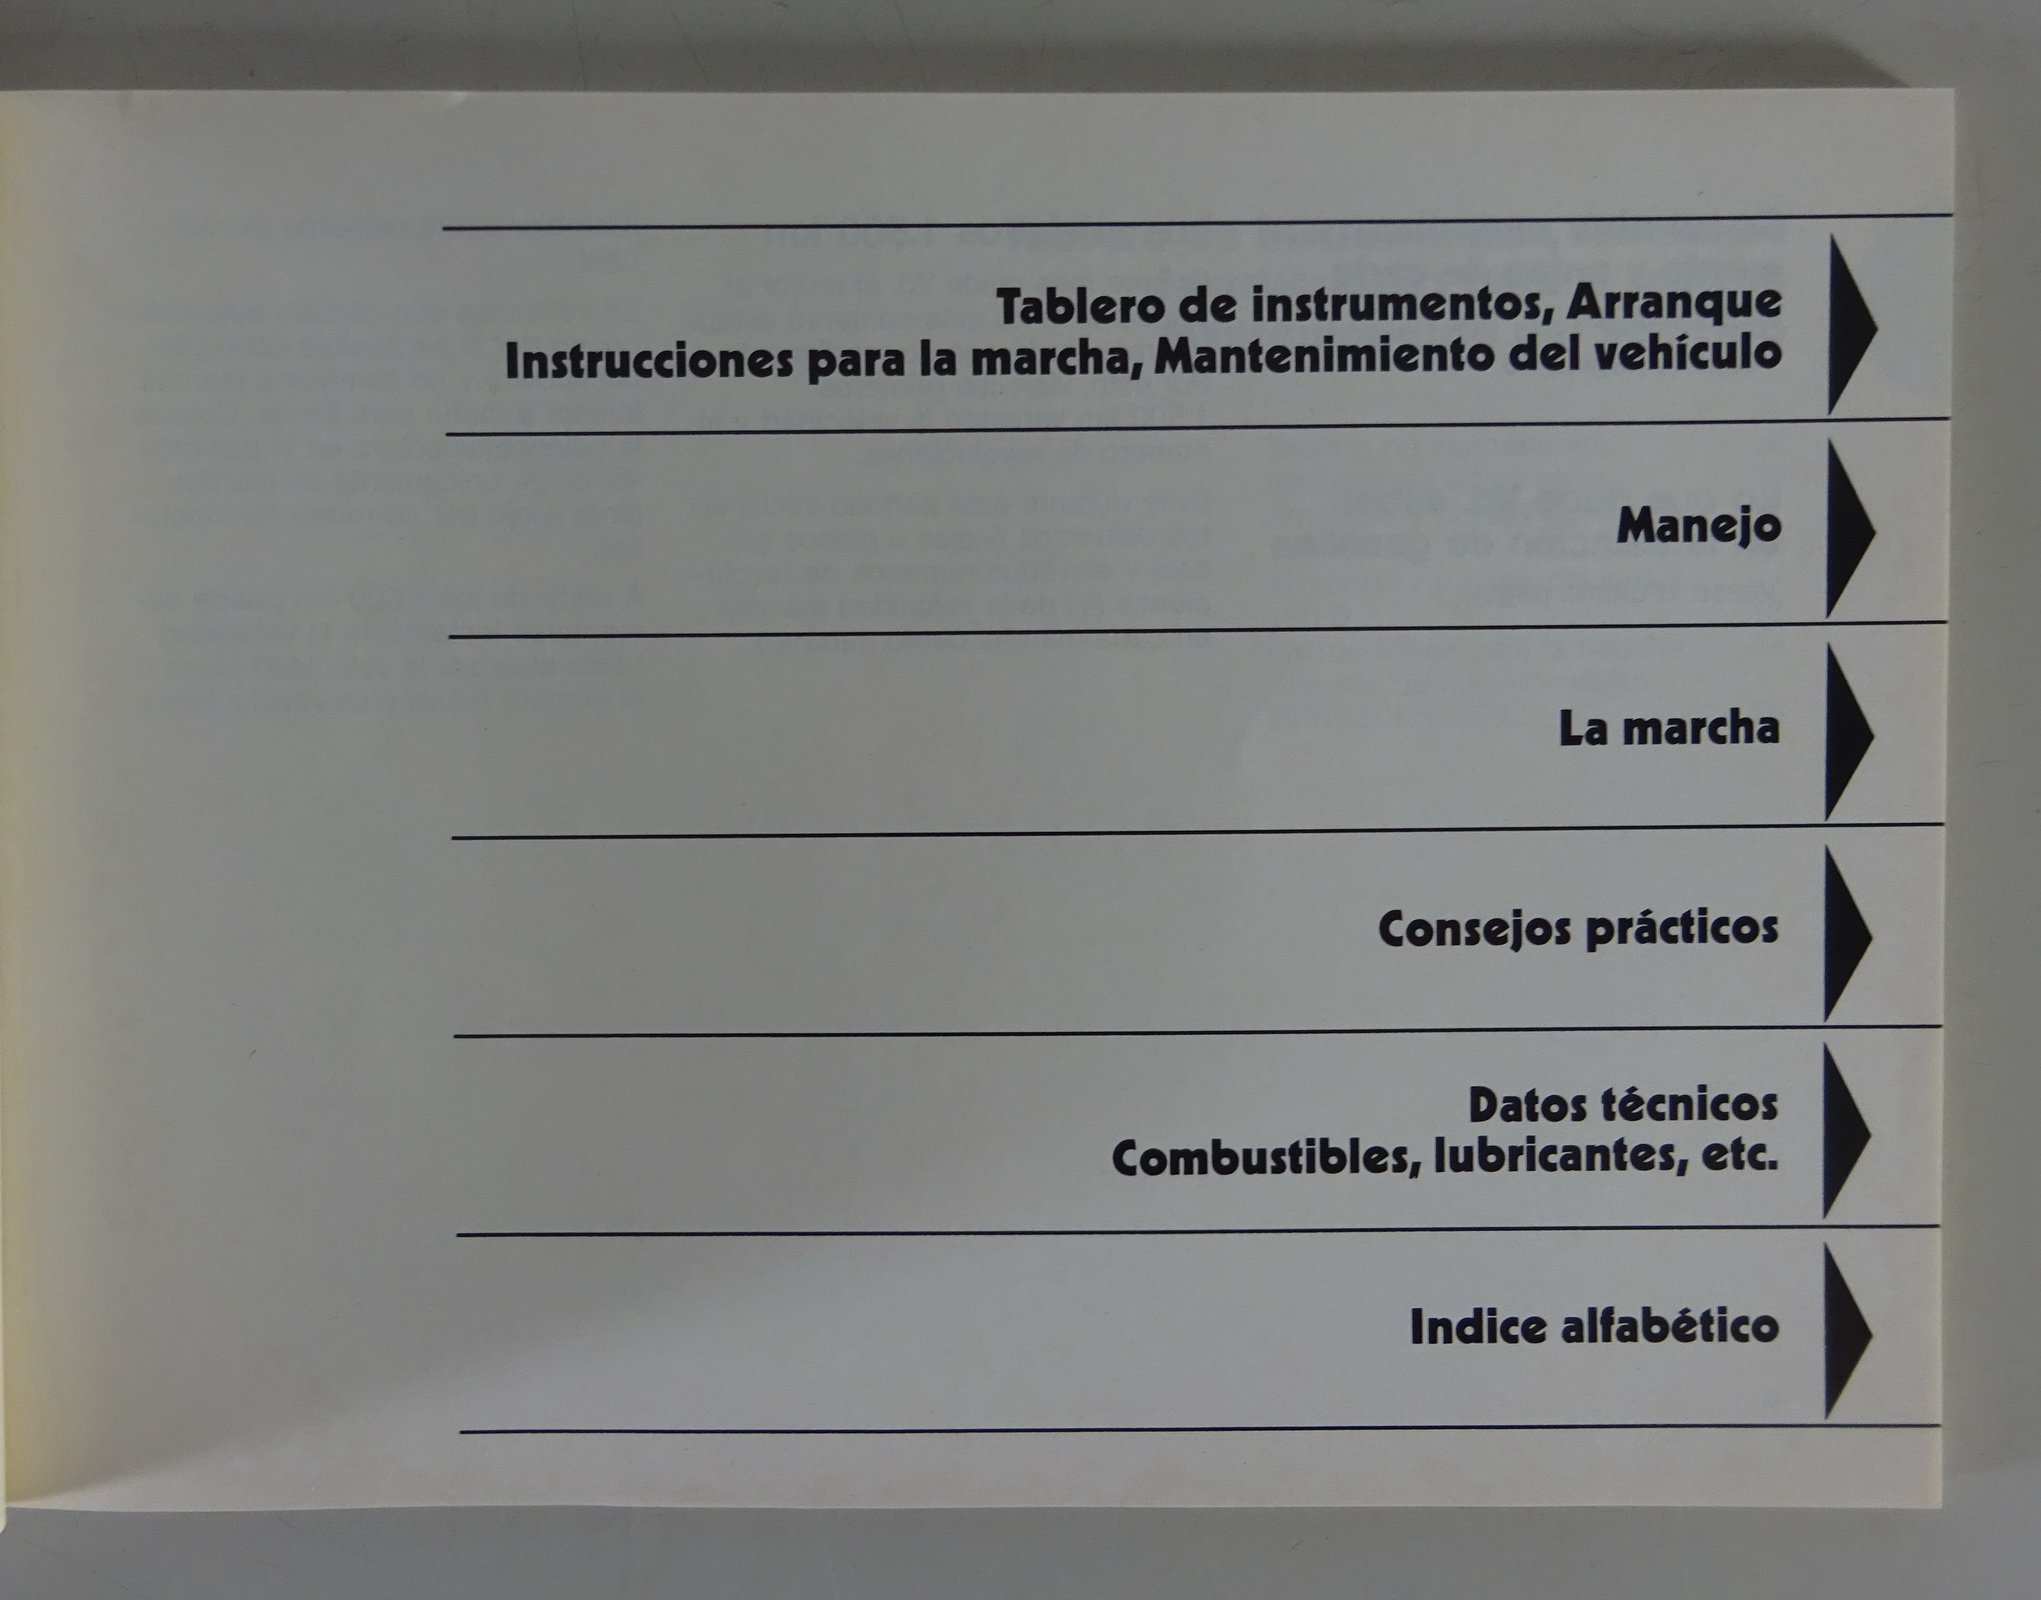 Tablero de instrumentos, Arranque
Instrucciones para la marcha, Mantenimiento del vehículo
Manejo
La marcha
Consejos prácticos
Datos técnicos
Combustibles, lubricantes, etc.
Indice alfabético